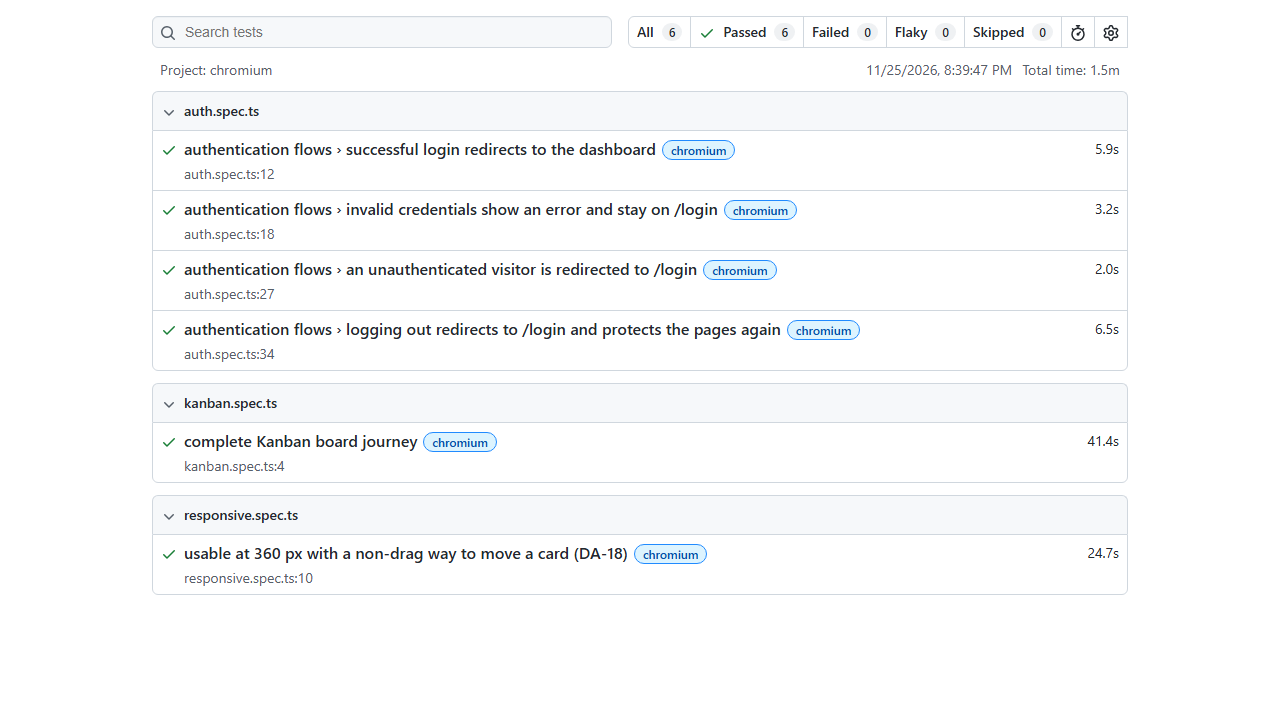 Search tests
All 6 Passed 6 Failed 0 Flaky 0 Skipped 0
Project: chromium 11/25/2026, 8:39:47 PM Total time: 1.5m
auth.spec.ts
authentication flows › successful login redirects to the dashboard chromium 5.9s
auth.spec.ts:12
authentication flows › invalid credentials show an error and stay on /login chromium 3.2s
auth.spec.ts:18
authentication flows › an unauthenticated visitor is redirected to /login chromium 2.0s
auth.spec.ts:27
authentication flows › logging out redirects to /login and protects the pages again chromium 6.5s
auth.spec.ts:34
kanban.spec.ts
complete Kanban board journey chromium 41.4s
kanban.spec.ts:4
responsive.spec.ts
usable at 360 px with a non-drag way to move a card (DA-18) chromium 24.7s
responsive.spec.ts:10